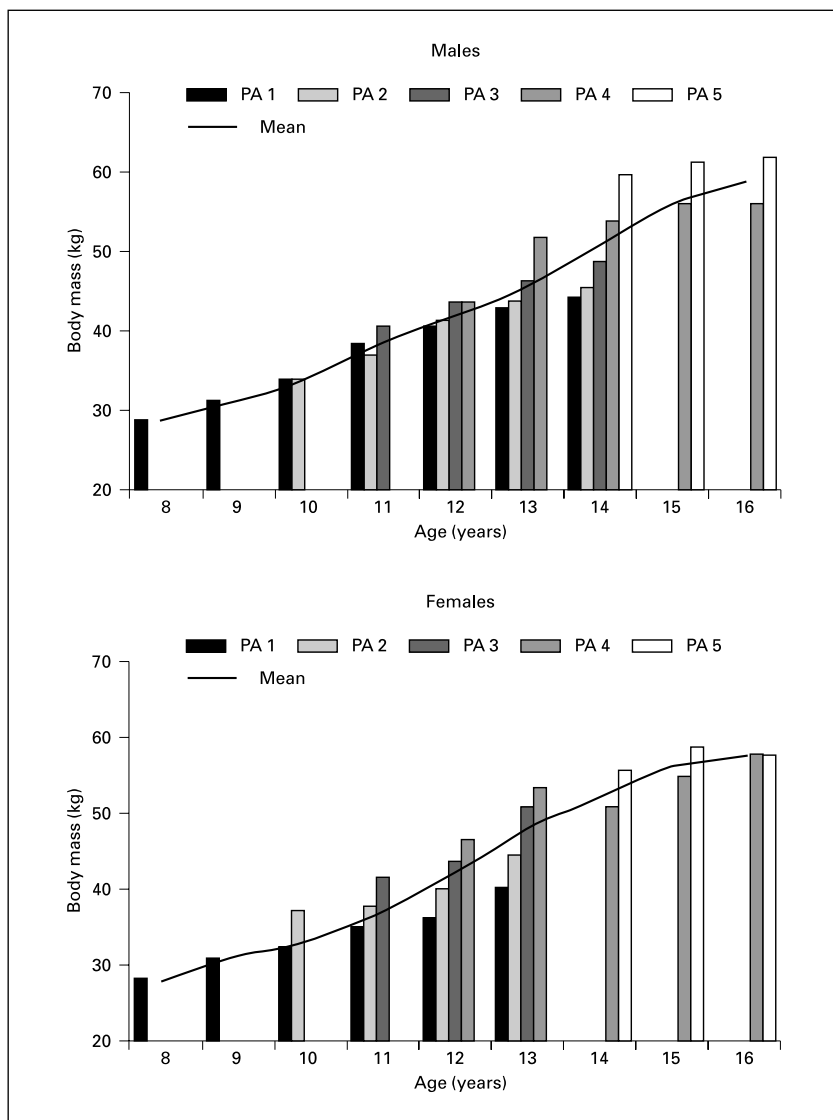 Males
PA 1 PA 2 PA 3 PA 4 PA 5
Mean
70
60
50
40
30
20
Body mass (kg)
8 9 10 11 12 13 14 15 16
Age (years)
Females
PA 1 PA 2 PA 3 PA 4 PA 5
Mean
70
60
50
40
30
20
Body mass (kg)
8 9 10 11 12 13 14 15 16
Age (years)